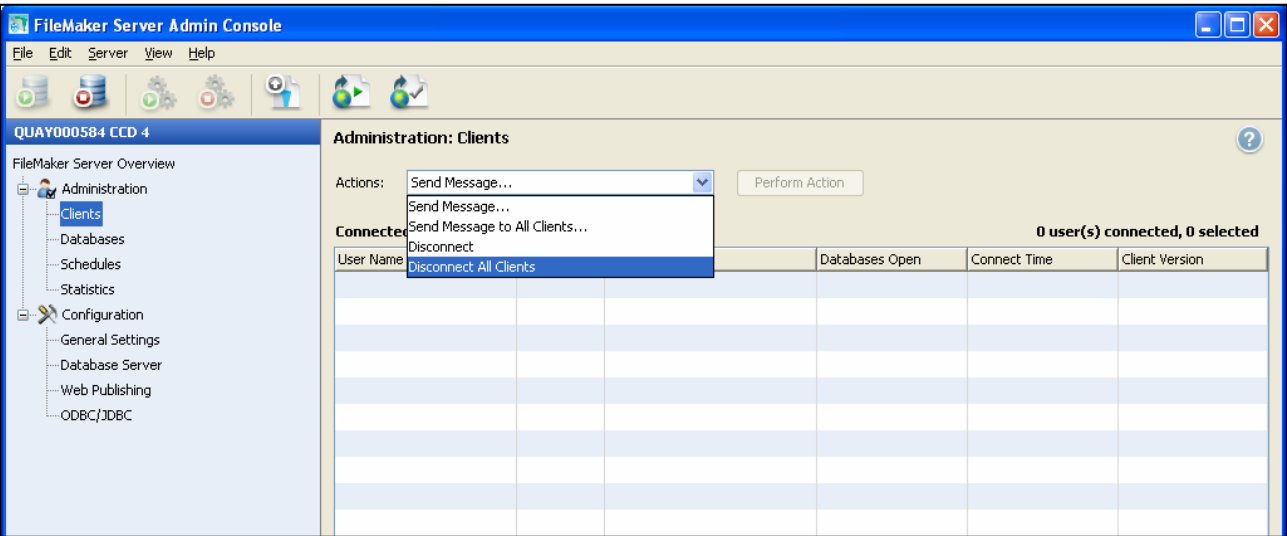 FileMaker Server Admin Console
File Edit Server View Help
QUAY000584 CCD 4
FileMaker Server Overview
Administration
Clients
Databases
Schedules
Statistics
Configuration
General Settings
Database Server
Web Publishing
ODBC/JDBC
Administration: Clients
Actions: Send Message... Perform Action
Send Message...
Send Message to All Clients...
Disconnect
Disconnect All Clients
Connected 0 user(s) connected, 0 selected
User Name Databases Open Connect Time Client Version